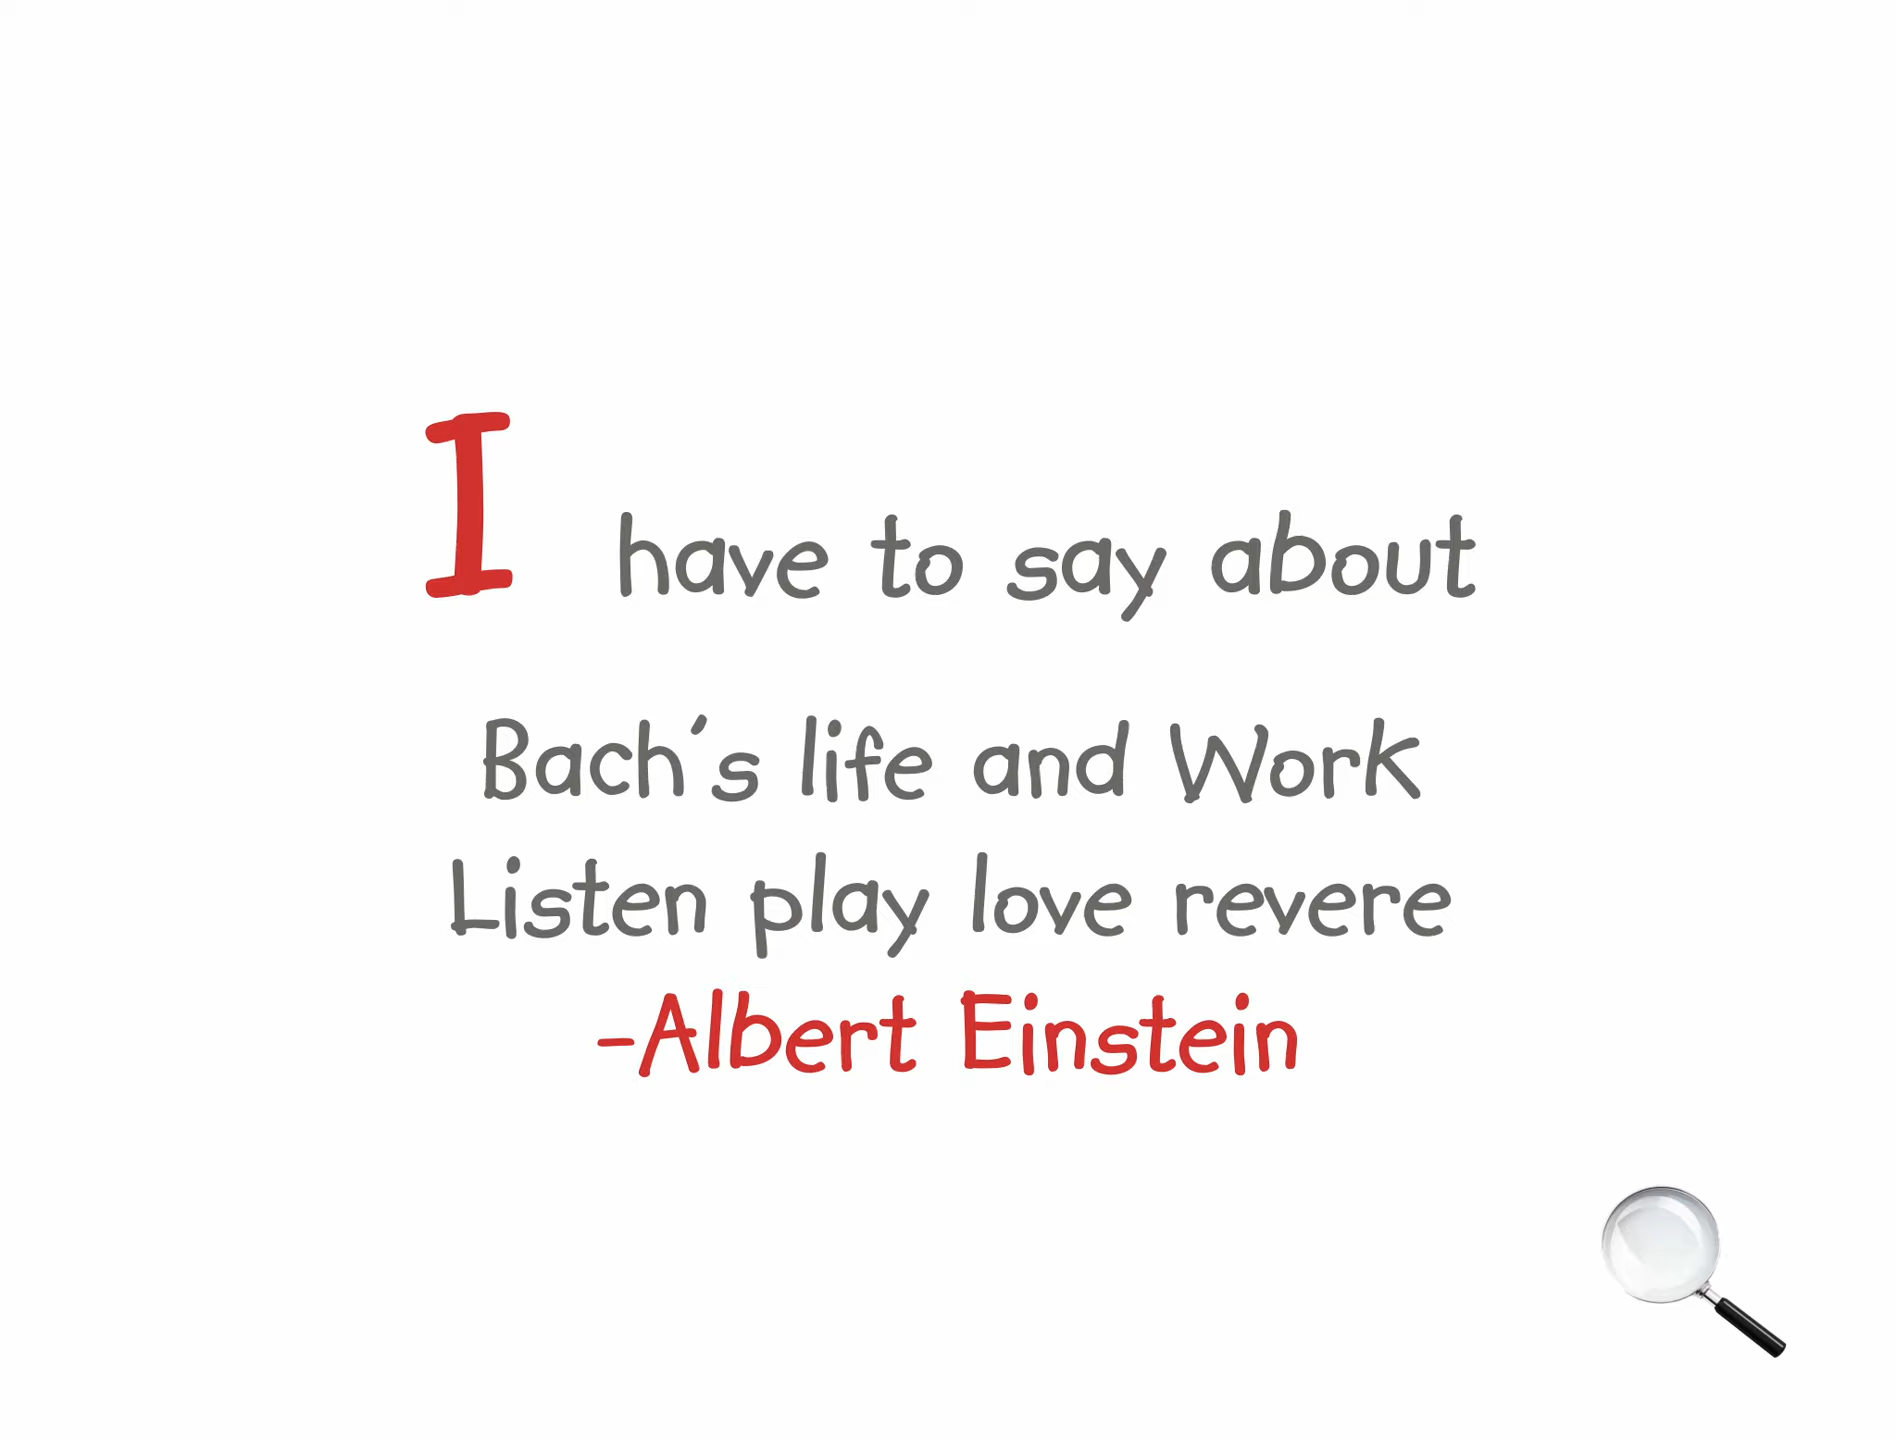 I have to say about
Bach's life and Work
Listen play love revere
-Albert Einstein